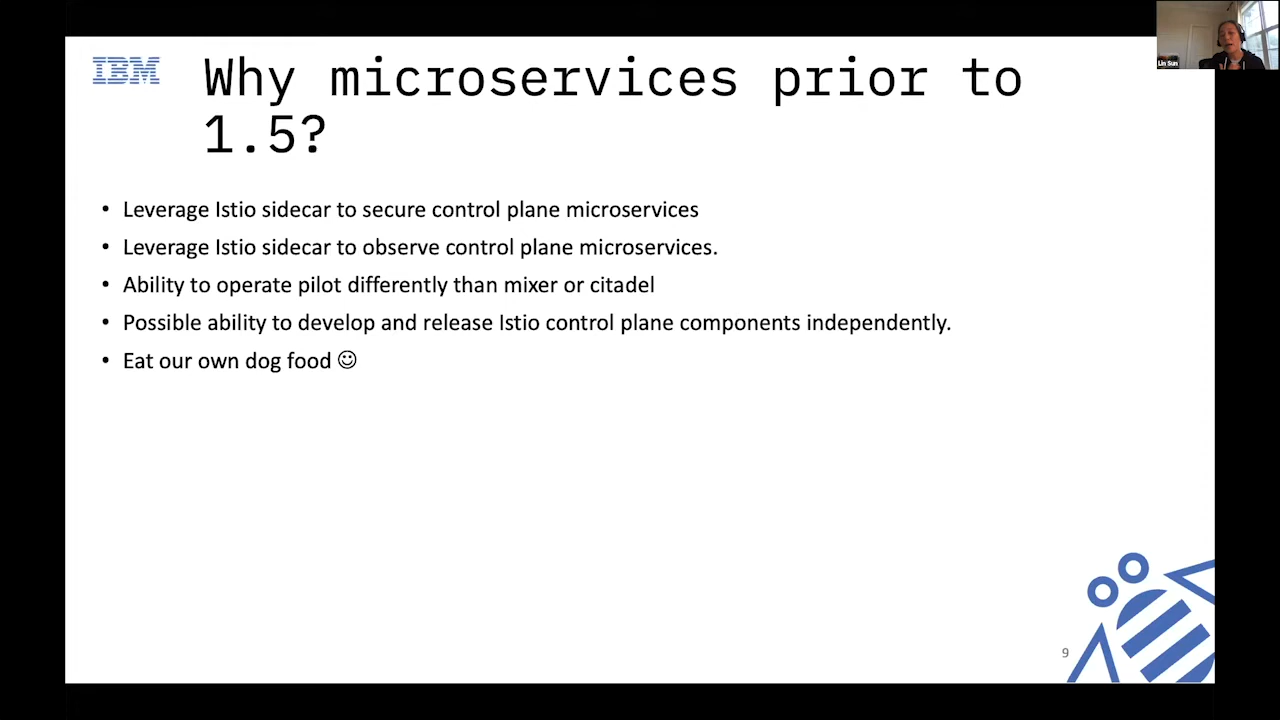 Lin Sun
IBM
Why microservices prior to
1.5?
• Leverage Istio sidecar to secure control plane microservices
• Leverage Istio sidecar to observe control plane microservices.
• Ability to operate pilot differently than mixer or citadel
• Possible ability to develop and release Istio control plane components independently.
• Eat our own dog food ☺
9